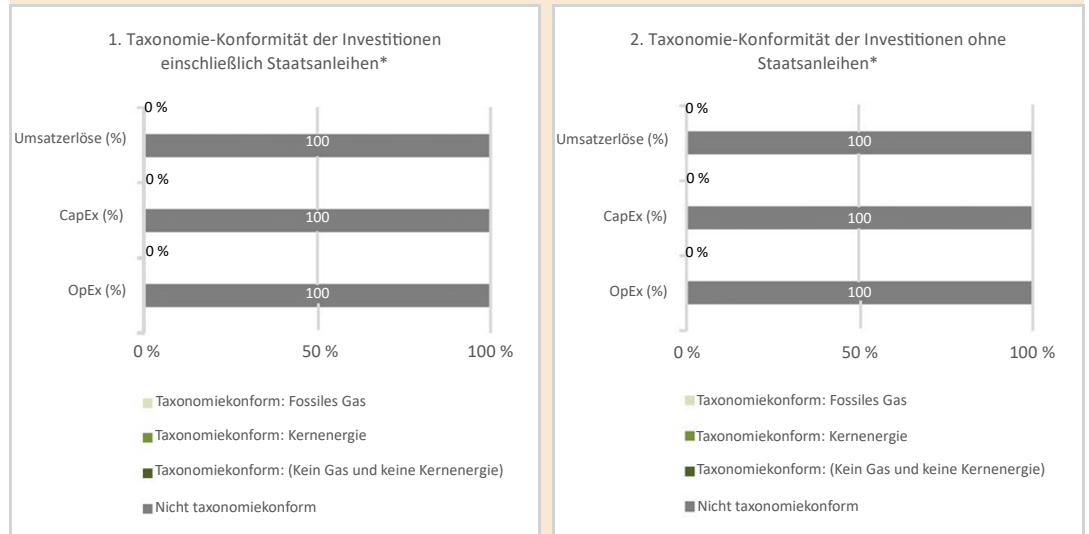 1. Taxonomie-Konformität der Investitionen
einschließlich Staatsanleihen*
0 %
Umsatzerlöse (%)
100
0 %
CapEx (%)
100
0 %
OpEx (%)
100
0 %
50 %
100 %
Taxonomiekonform: Fossiles Gas
Taxonomiekonform: Kernenergie
Taxonomiekonform: (Kein Gas und keine Kernenergie)
Nicht taxonomiekonform
2. Taxonomie-Konformität der Investitionen ohne
Staatsanleihen*
0 %
Umsatzerlöse (%)
100
0 %
CapEx (%)
100
0 %
OpEx (%)
100
0 %
50 %
100 %
Taxonomiekonform: Fossiles Gas
Taxonomiekonform: Kernenergie
Taxonomiekonform: (Kein Gas und keine Kernenergie)
Nicht taxonomiekonform